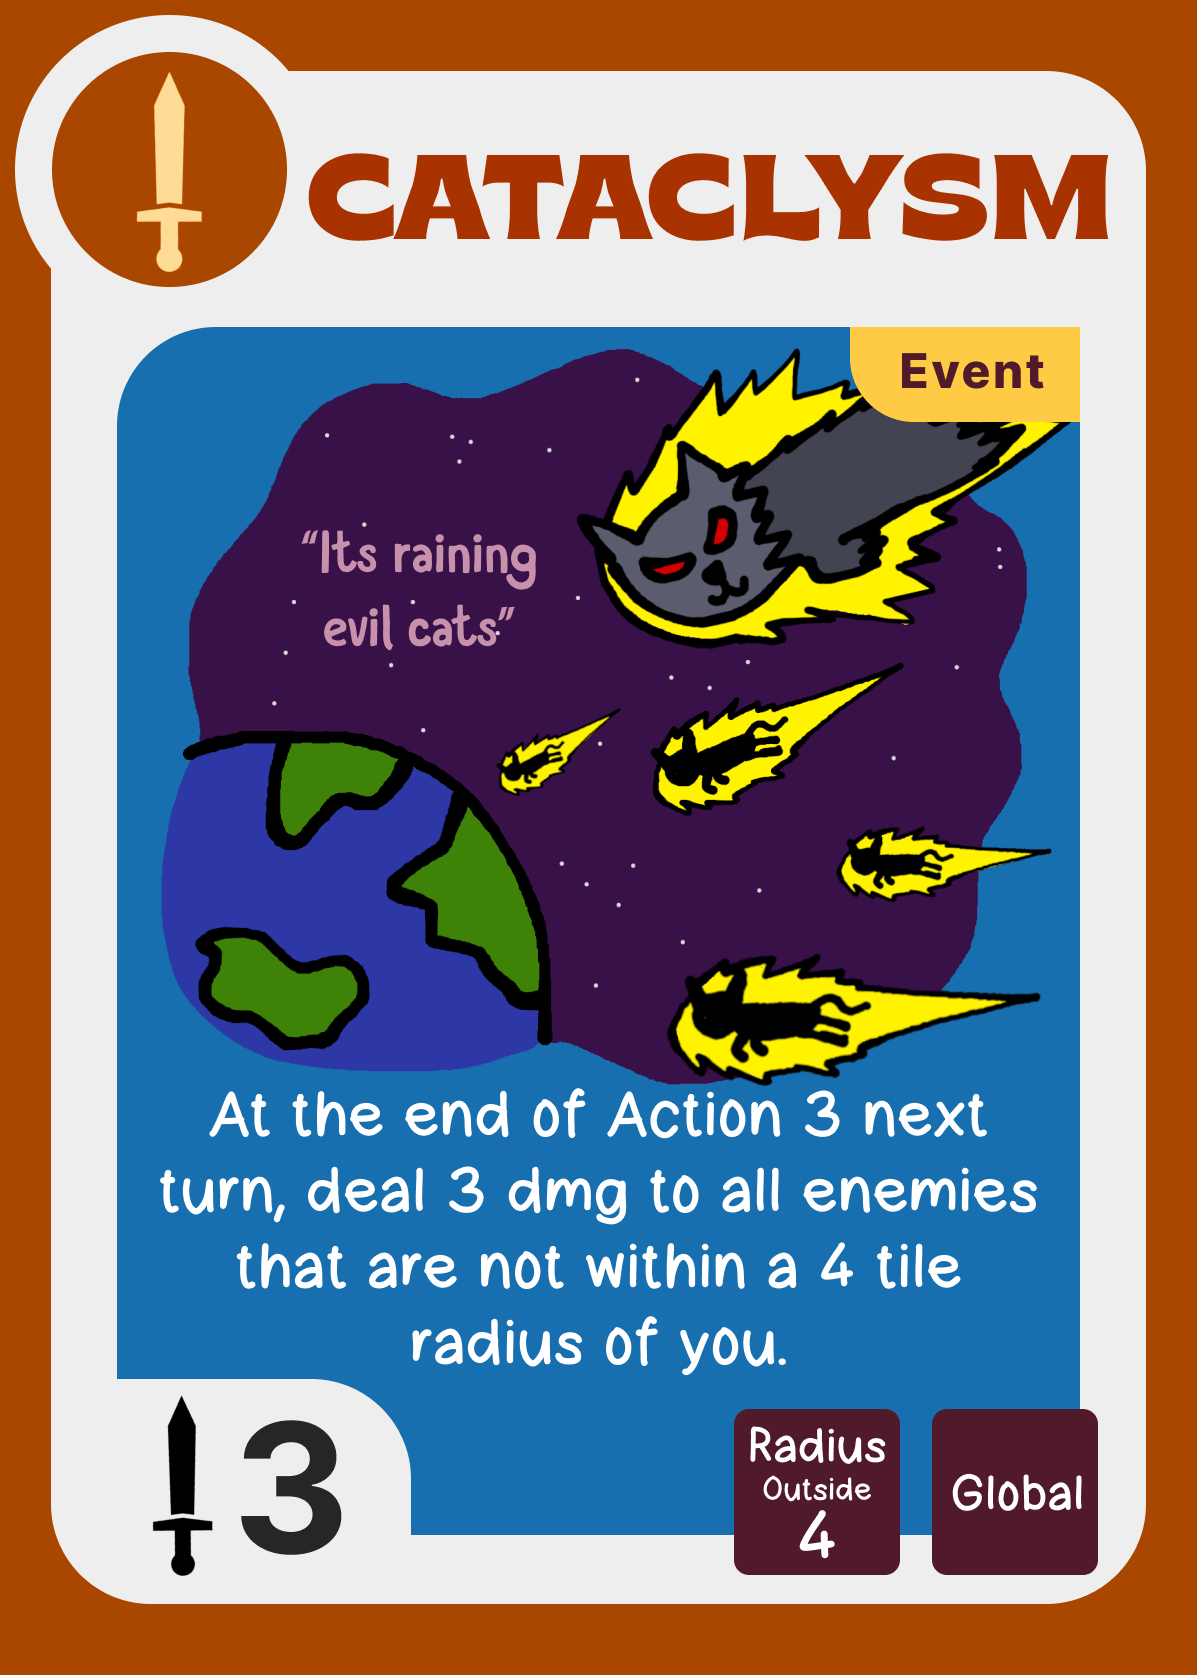 CATACLYSM
Event
“Its raining
evil cats”
At the end of Action 3 next
turn, deal 3 dmg to all enemies
that are not within a 4 tile
radius of you.
3
Radius
Outside
4
Global